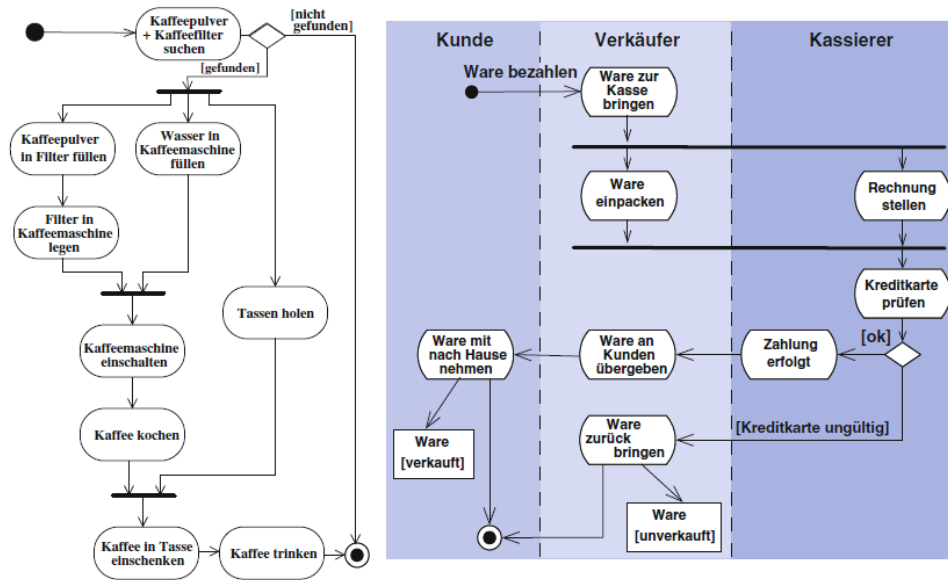 Kaffeepulver
+ Kaffeefilter
suchen
[nicht
gefunden]
[gefunden]
Kaffeepulver
in Filter füllen
Wasser in
Kaffeemaschine
füllen
Filter in
Kaffeemaschine
legen
Tassen holen
Kaffeemaschine
einschalten
Kaffee kochen
Kaffee in Tasse
einschenken
Kaffee trinken
Kunde
Verkäufer
Kassierer
Ware bezahlen
Ware zur
Kasse
bringen
Ware
einpacken
Rechnung
stellen
Kreditkarte
prüfen
[ok]
Zahlung
erfolgt
Ware an
Kunden
übergeben
Ware mit
nach Hause
nehmen
[Kreditkarte ungültig]
Ware
zurück
bringen
Ware
[verkauft]
Ware
[unverkauft]